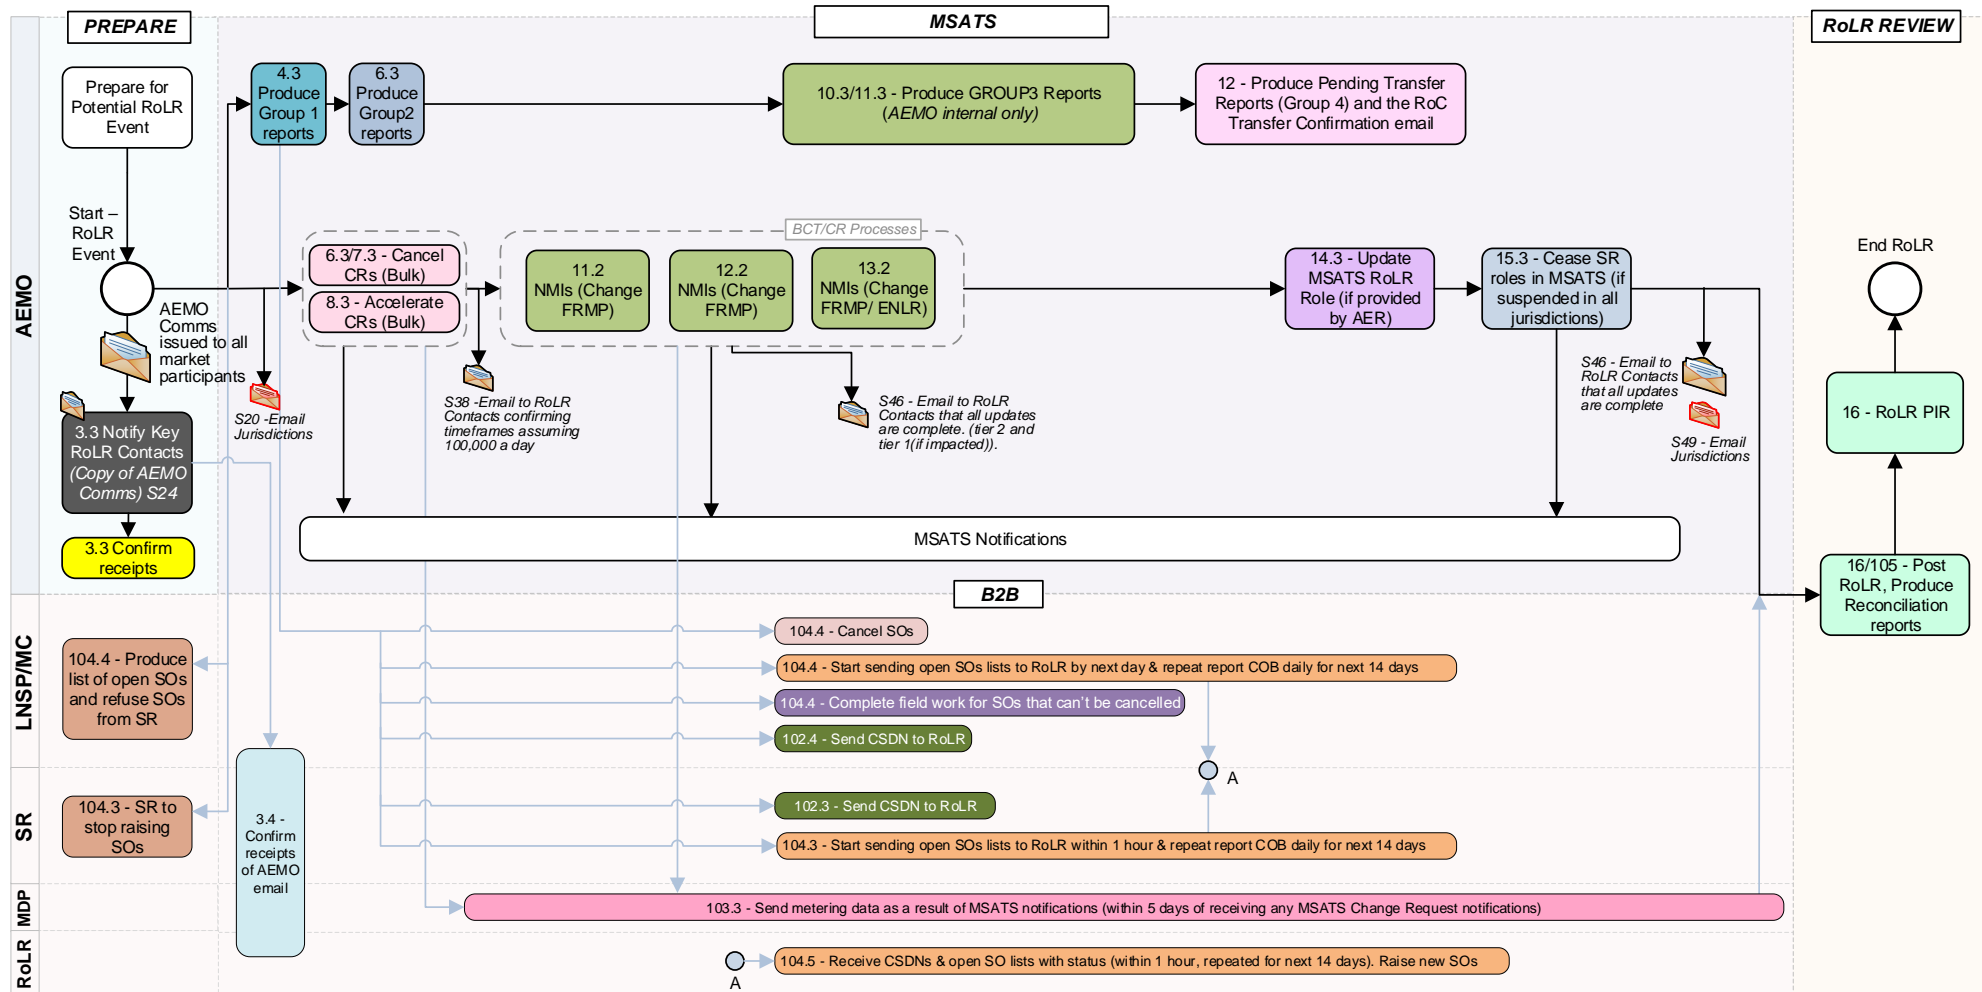 PREPARE
MSATS
RoLR REVIEW
AEMO
LNSP/MC
SR
MDP
RoLR
Prepare for
Potential RoLR
Event
4.3
Produce
Group 1
reports
6.3
Produce
Group2
reports
10.3/11.3 - Produce GROUP3 Reports
(AEMO internal only)
12 - Produce Pending Transfer
Reports (Group 4) and the RoC
Transfer Confirmation email
Start –
RoLR
Event
AEMO
Comms
issued to all
market
participants
S20 -Email
Jurisdictions
3.3 Notify Key
RoLR Contacts
(Copy of AEMO
Comms) S24
3.3 Confirm
receipts
6.3/7.3 - Cancel
CRs (Bulk)
8.3 - Accelerate
CRs (Bulk)
S38 -Email to RoLR
Contacts confirming
timeframes assuming
100,000 a day
BCT/CR Processes
11.2
NMIs (Change
FRMP)
12.2
NMIs (Change
FRMP)
13.2
NMIs (Change
FRMP/ ENLR)
S46 - Email to RoLR
Contacts that all updates
are complete. (tier 2 and
tier 1(if impacted)).
14.3 - Update
MSATS RoLR
Role (if provided
by AER)
15.3 - Cease SR
roles in MSATS (if
suspended in all
jurisdictions)
S46 - Email to
RoLR Contacts
that all updates
are complete
S49 - Email
Jurisdictions
End RoLR
16 - RoLR PIR
16/105 - Post
RoLR, Produce
Reconciliation
reports
MSATS Notifications
B2B
104.4 - Produce
list of open SOs
and refuse SOs
from SR
104.4 - Cancel SOs
104.4 - Start sending open SOs lists to RoLR by next day & repeat report COB daily for next 14 days
104.4 - Complete field work for SOs that can't be cancelled
102.4 - Send CSDN to RoLR
A
104.3 - SR to
stop raising
SOs
3.4 -
Confirm
receipts
of AEMO
email
102.3 - Send CSDN to RoLR
104.3 - Start sending open SOs lists to RoLR within 1 hour & repeat report COB daily for next 14 days
103.3 - Send metering data as a result of MSATS notifications (within 5 days of receiving any MSATS Change Request notifications)
A
104.5 - Receive CSDNs & open SO lists with status (within 1 hour, repeated for next 14 days). Raise new SOs